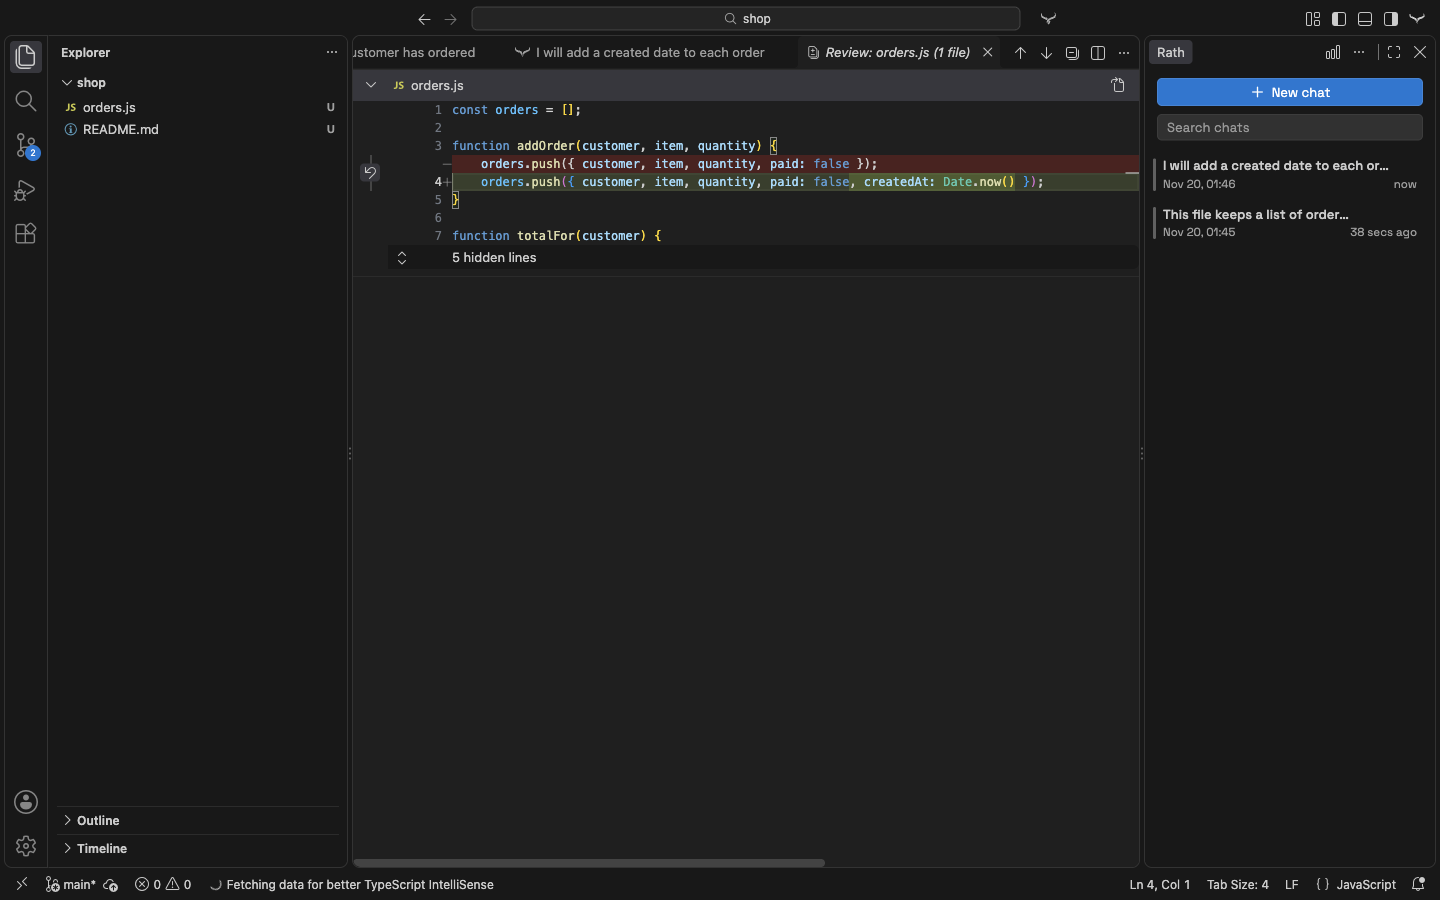 shop
Explorer
shop
JS orders.js U
README.md U
2
Outline
Timeline
ustomer has ordered
I will add a created date to each order
Review: orders.js (1 file)
JS orders.js
1 const orders = [];
2
3 function addOrder(customer, item, quantity) {
— orders.push({ customer, item, quantity, paid: false });
4+ orders.push({ customer, item, quantity, paid: false, createdAt: Date.now() });
5 }
6
7 function totalFor(customer) {
5 hidden lines
Rath
+ New chat
Search chats
I will add a created date to each or...
Nov 20, 01:46 now
This file keeps a list of order...
Nov 20, 01:45 38 secs ago
main* 0 0 Fetching data for better TypeScript IntelliSense
Ln 4, Col 1 Tab Size: 4 LF { } JavaScript